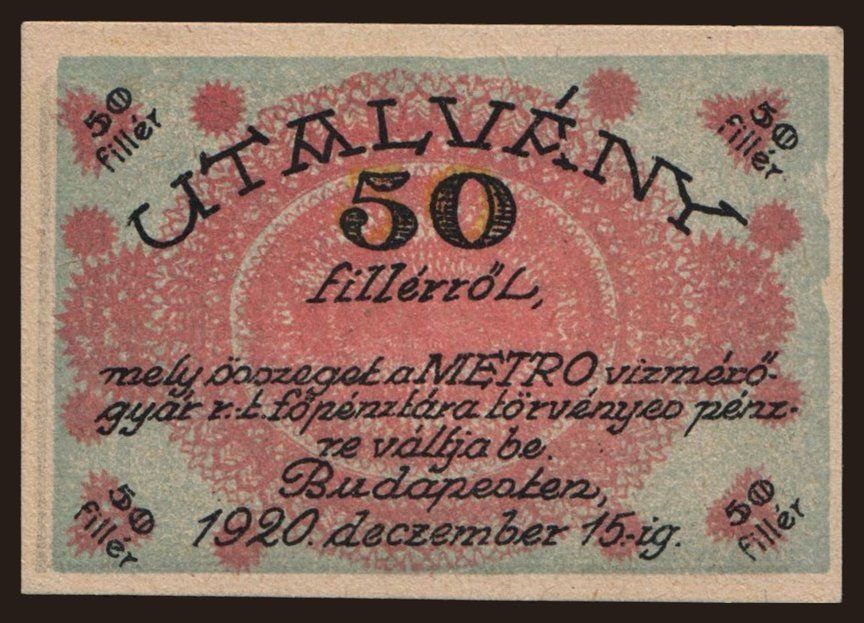 50 fillér
50 fillér
UTALVÁNY
50
fillérről,
mely összeget a METRO vizmérő-
gyár r.t. főpénztára törvényes pénz-
re váltja be.
Budapesten,
1920. deczember 15.-ig.
50 fillér
50 fillér